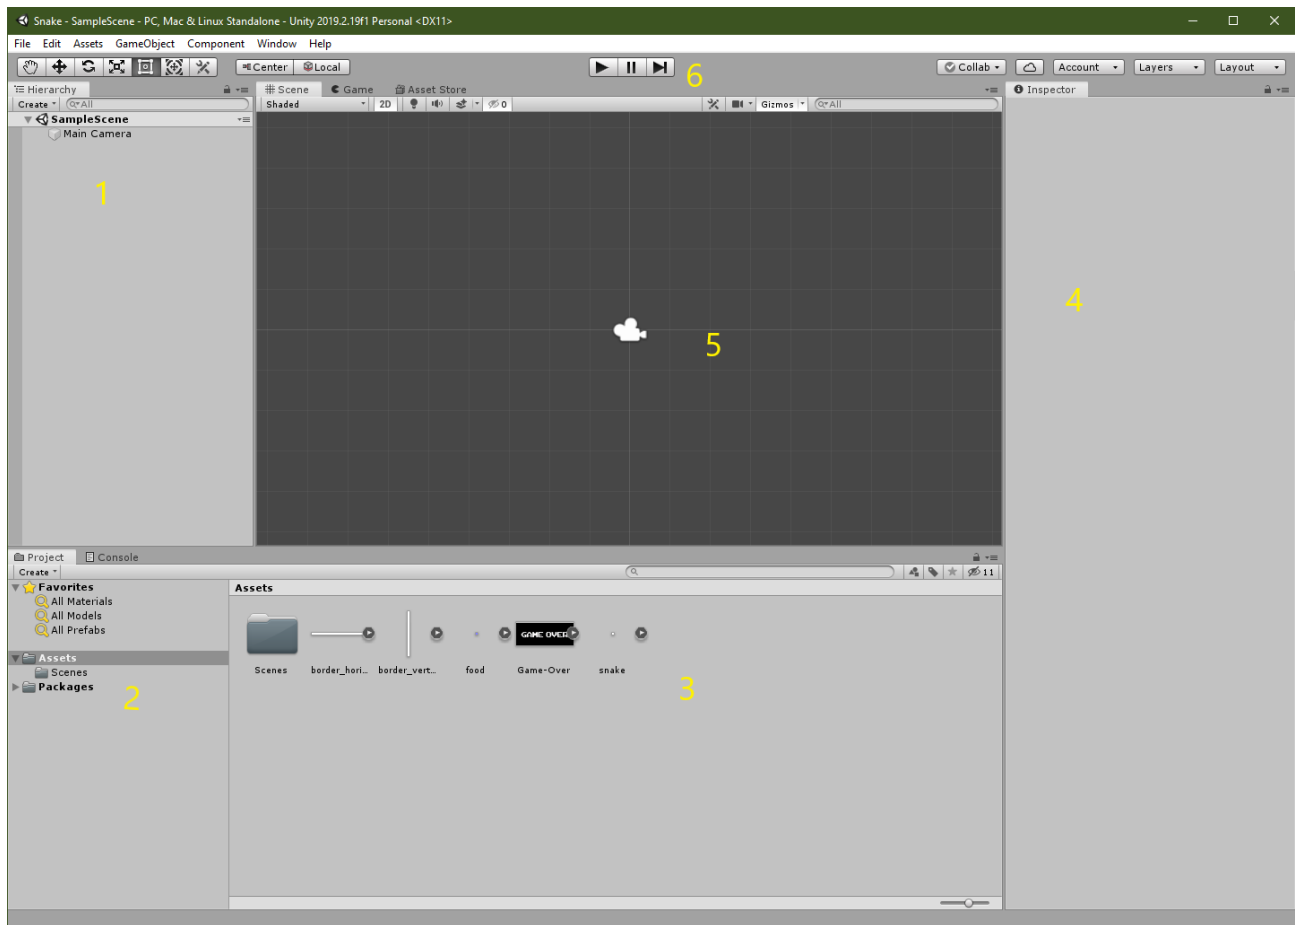 Snake - SampleScene - PC, Mac & Linux Standalone - Unity 2019.2.19f1 Personal <DX11>
File Edit Assets GameObject Component Window Help
Center Local 6 Collab Account Layers Layout
Hierarchy Scene Game Asset Store Inspector
Create All Shaded 2D 0 Gizmos All
SampleScene
Main Camera
1
4
5
Project Console
Create 11
Favorites
All Materials
All Models
All Prefabs
Assets
Scenes
Packages
2
Assets
GAME OVER
Scenes border_hori... border_vert... food Game-Over snake
3